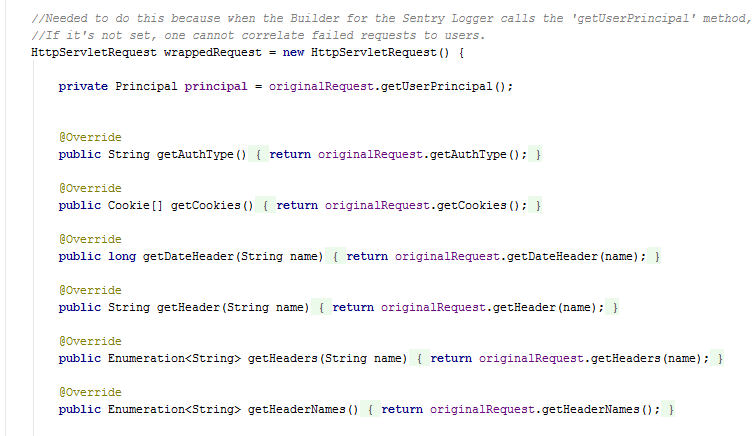 //Needed to do this because when the Builder for the Sentry Logger calls the 'getUserPrincipal' method,
//If it's not set, one cannot correlate failed requests to users.
HttpServletRequest wrappedRequest = new HttpServletRequest() {
private Principal principal = originalRequest.getUserPrincipal();
@Override
public String getAuthType() { return originalRequest.getAuthType(); }
@Override
public Cookie[] getCookies() { return originalRequest.getCookies(); }
@Override
public long getDateHeader(String name) { return originalRequest.getDateHeader(name); }
@Override
public String getHeader(String name) { return originalRequest.getHeader(name); }
@Override
public Enumeration<String> getHeaders(String name) { return originalRequest.getHeaders(name); }
@Override
public Enumeration<String> getHeaderNames() { return originalRequest.getHeaderNames(); }